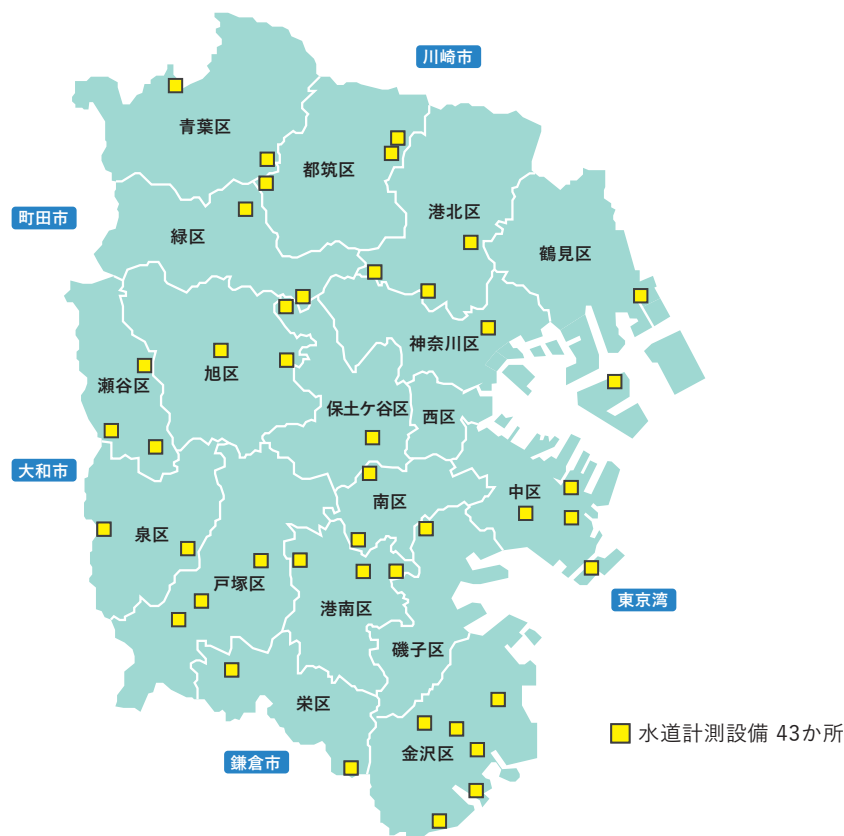 川崎市
青葉区
都筑区
港北区
町田市
緑区
鶴見区
神奈川区
瀬谷区
旭区
保土ケ谷区
西区
大和市
南区
中区
泉区
戸塚区
港南区
東京湾
磯子区
栄区
水道計測設備 43か所
金沢区
鎌倉市